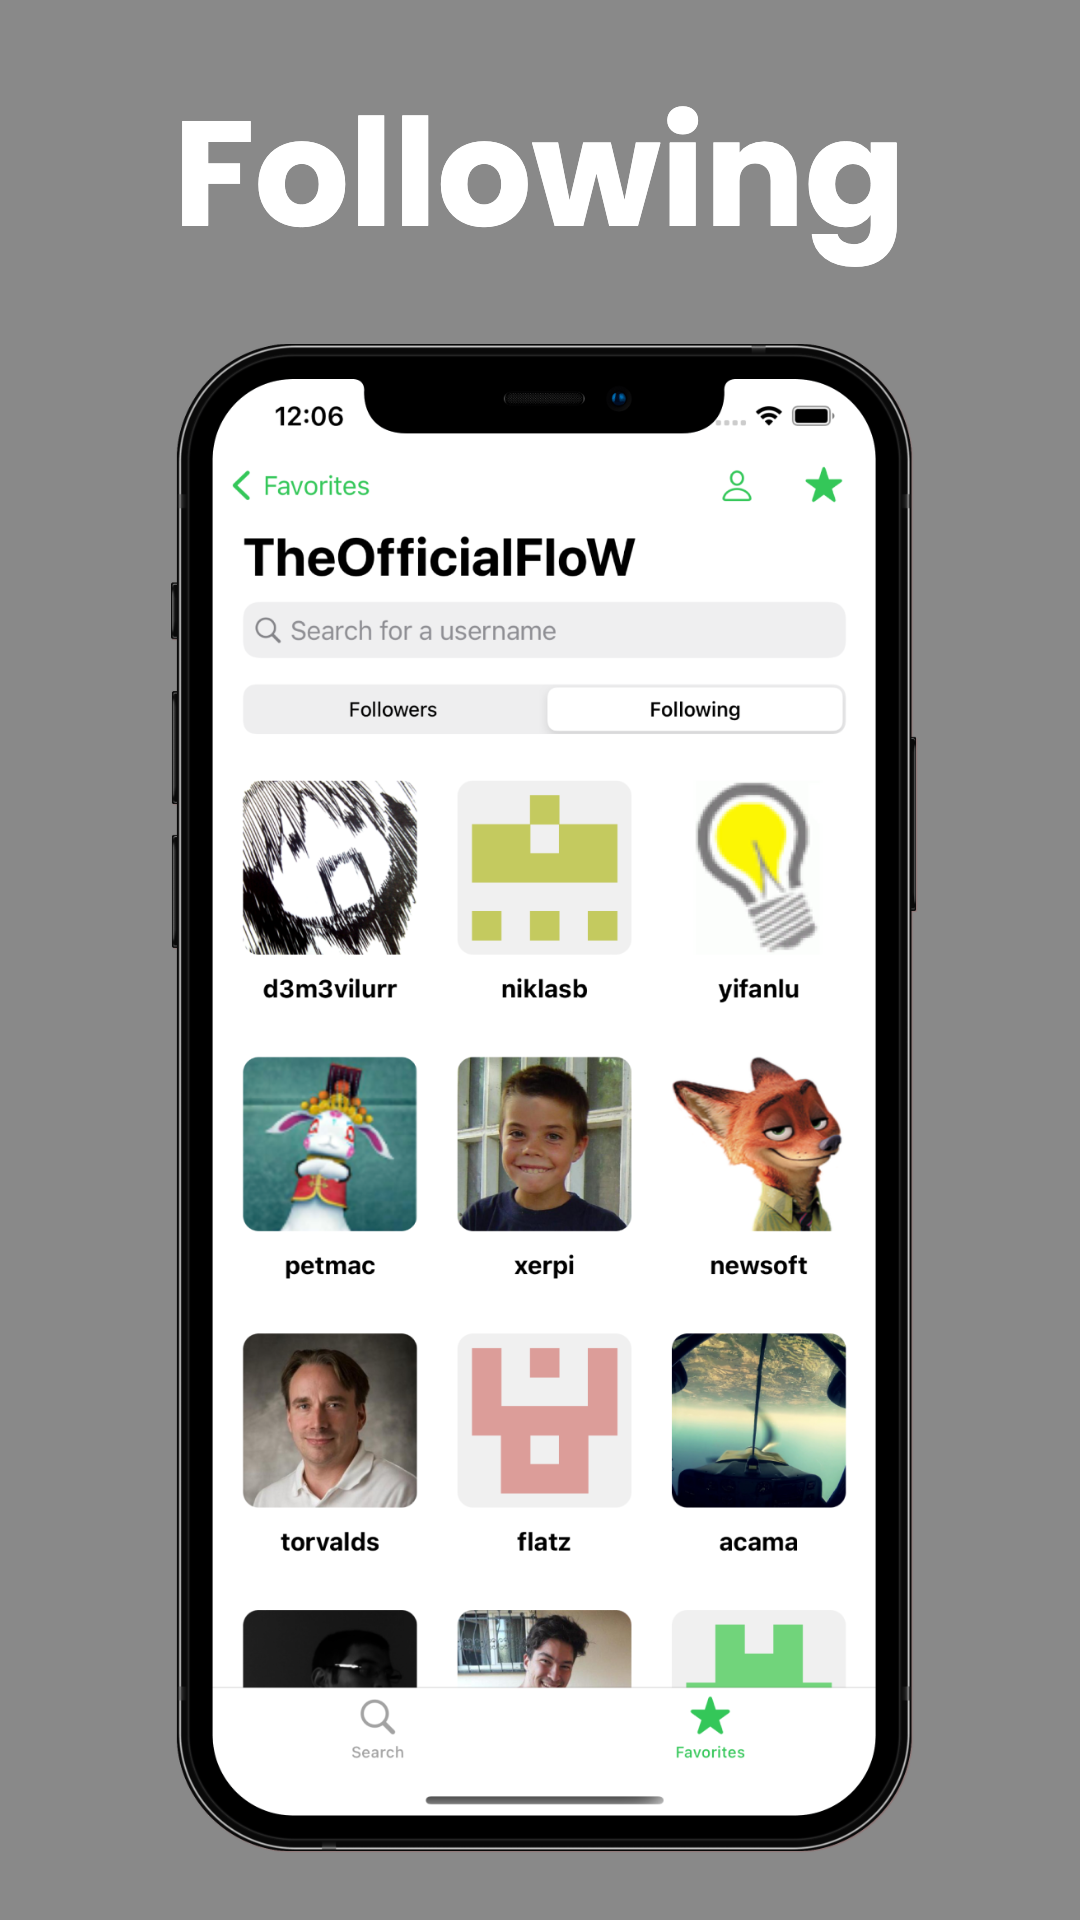 Following
12:06
Favorites
TheOfficialFloW
Search for a username
Followers Following
d3m3vilurr niklasb yifanlu
petmac xerpi newsoft
torvalds flatz acama
Search Favorites